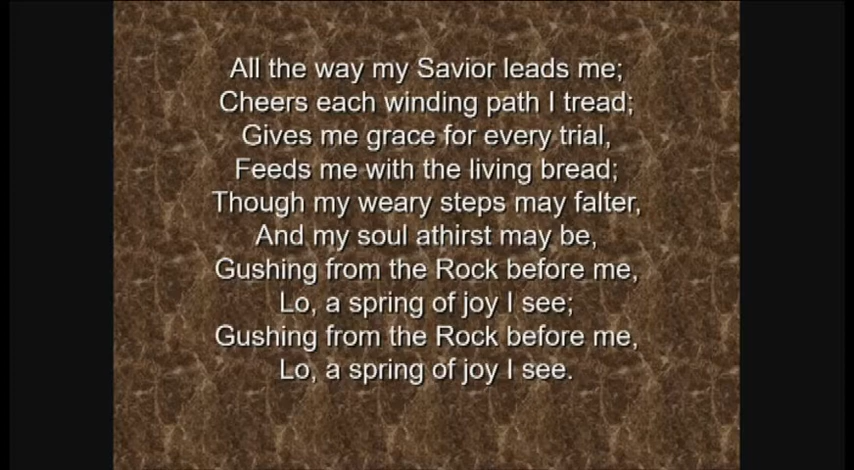 All the way my Savior leads me;
Cheers each winding path I tread;
Gives me grace for every trial,
Feeds me with the living bread;
Though my weary steps may falter,
And my soul athirst may be,
Gushing from the Rock before me,
Lo, a spring of joy I see;
Gushing from the Rock before me,
Lo, a spring of joy I see.